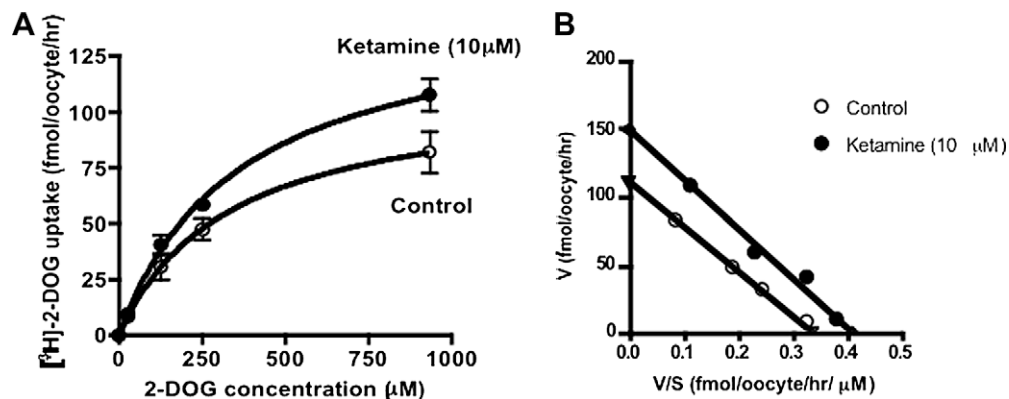 A
[³H]-2-DOG uptake (fmol/oocyte/hr)
125
100
75
50
25
0
Ketamine (10μM)
Control
0
250
500
750
1000
2-DOG concentration (μM)
B
V (fmol/oocyte/hr)
200
150
100
50
0
Control
Ketamine (10 μM)
0.0
0.1
0.2
0.3
0.4
0.5
V/S (fmol/oocyte/hr/ μM)